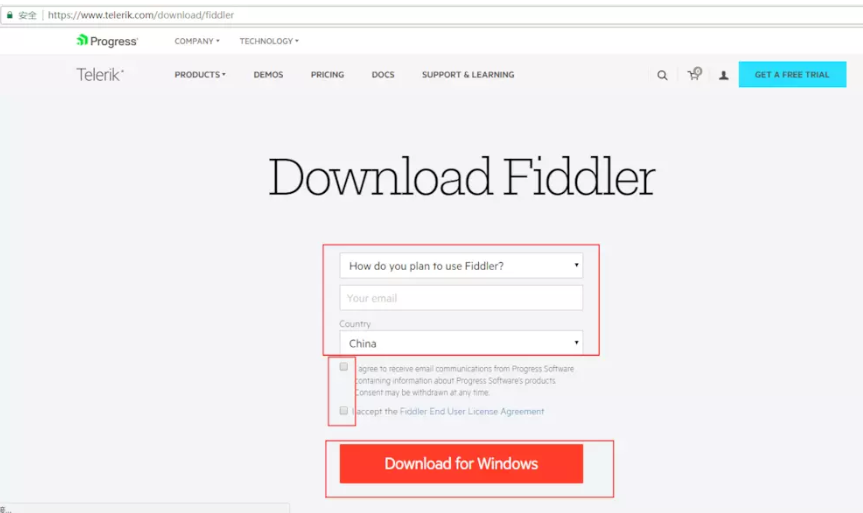 安全 https://www.telerik.com/download/fiddler
Progress COMPANY TECHNOLOGY
Telerik PRODUCTS DEMOS PRICING DOCS SUPPORT & LEARNING 0 GET A FREE TRIAL
Download Fiddler
How do you plan to use Fiddler?
Your email
Country
China
I agree to receive email communications from Progress Software
containing information about Progress Software's products.
Consent may be withdrawn at any time.
I accept the Fiddler End User License Agreement
Download for Windows